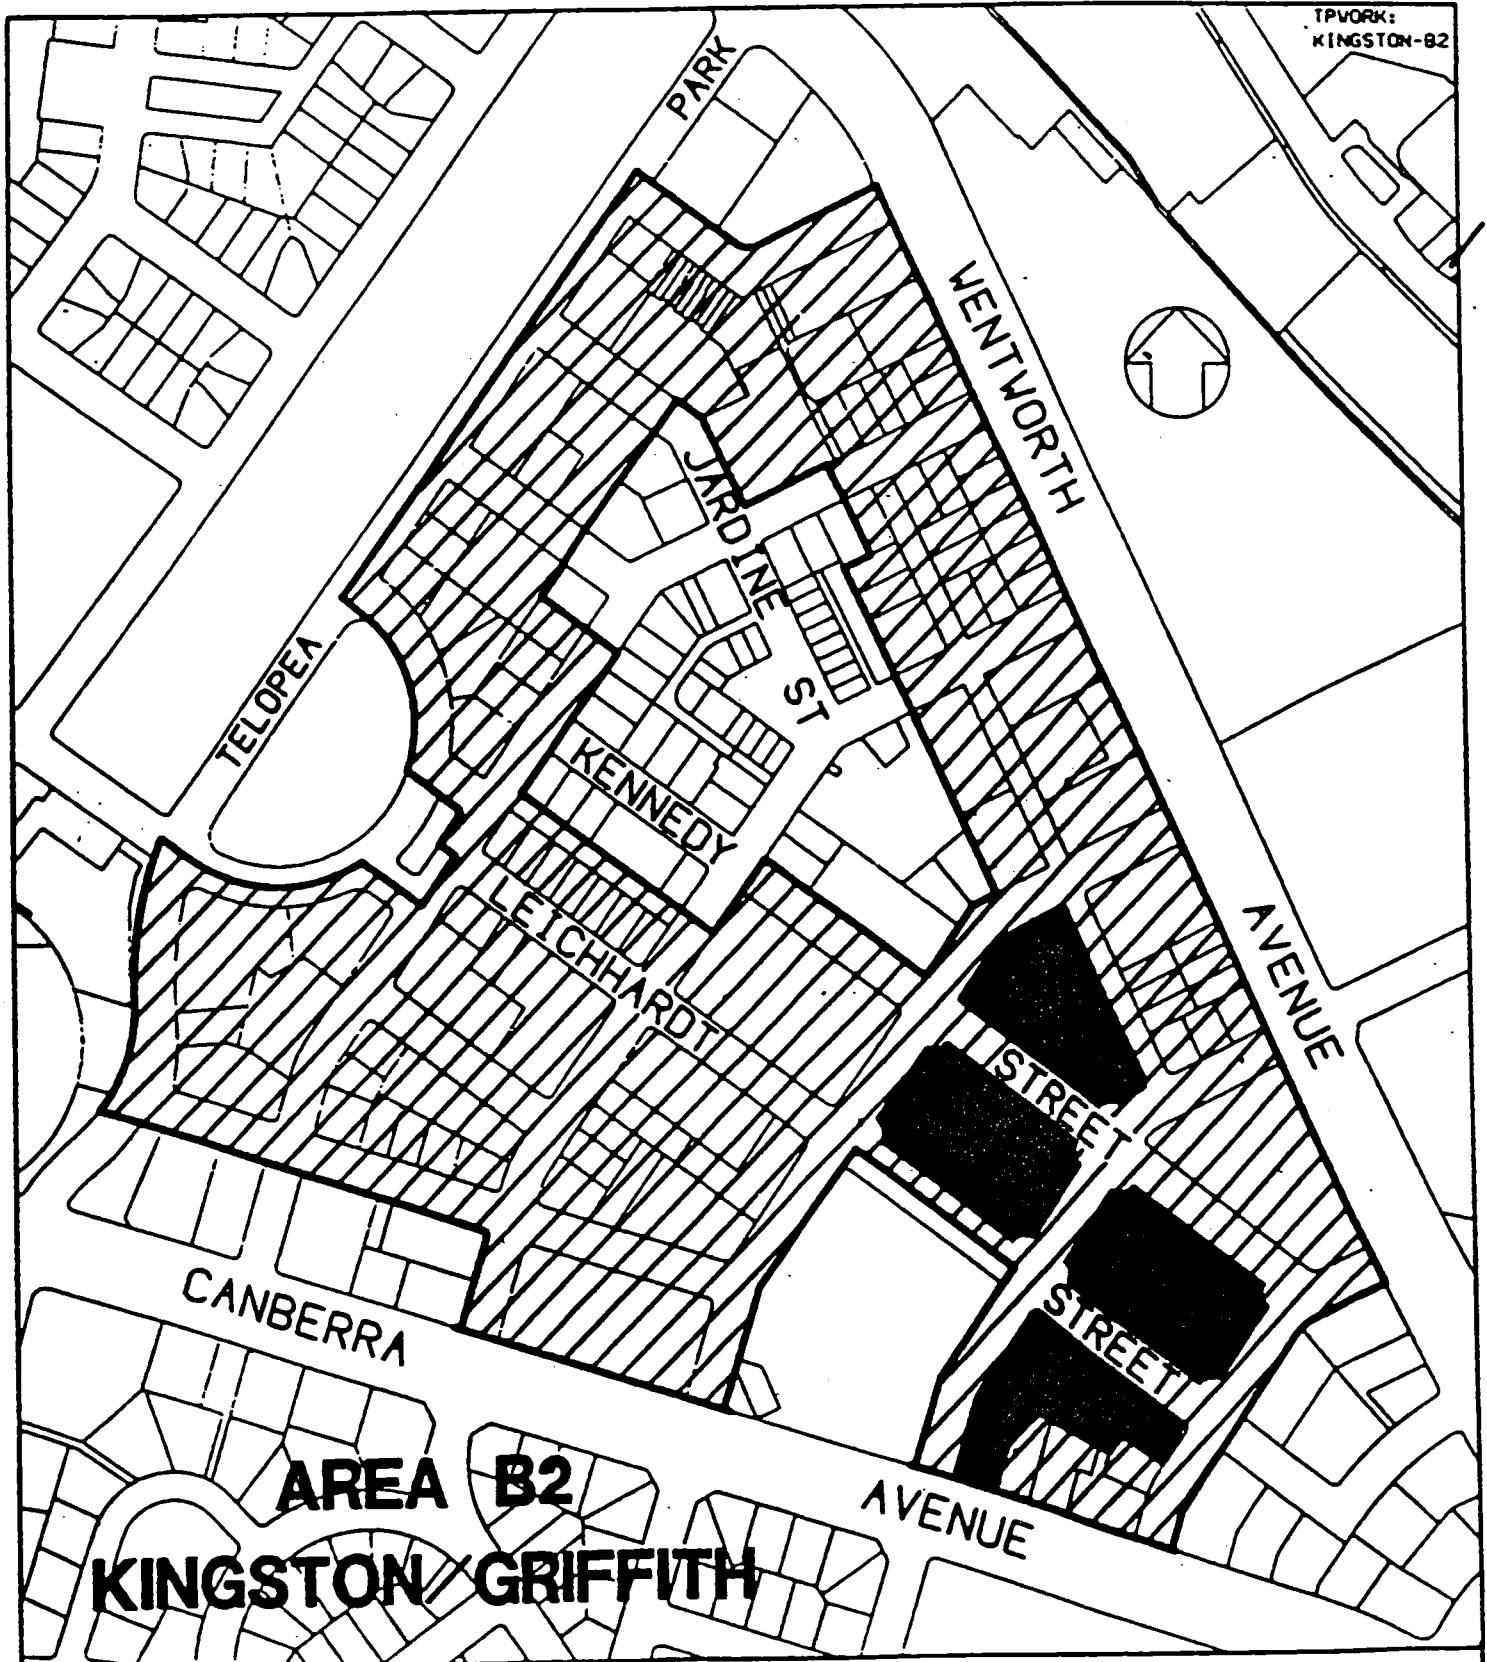 TPWORK:
KINGSTON-B2
PARK
WENTWORTH
JARDINE
ST
TELOPEA
KENNEDY
LEICHHARDT
AVENUE
STREET
STREET
CANBERRA
AVENUE
AREA B2
KINGSTON/GRIFFITH